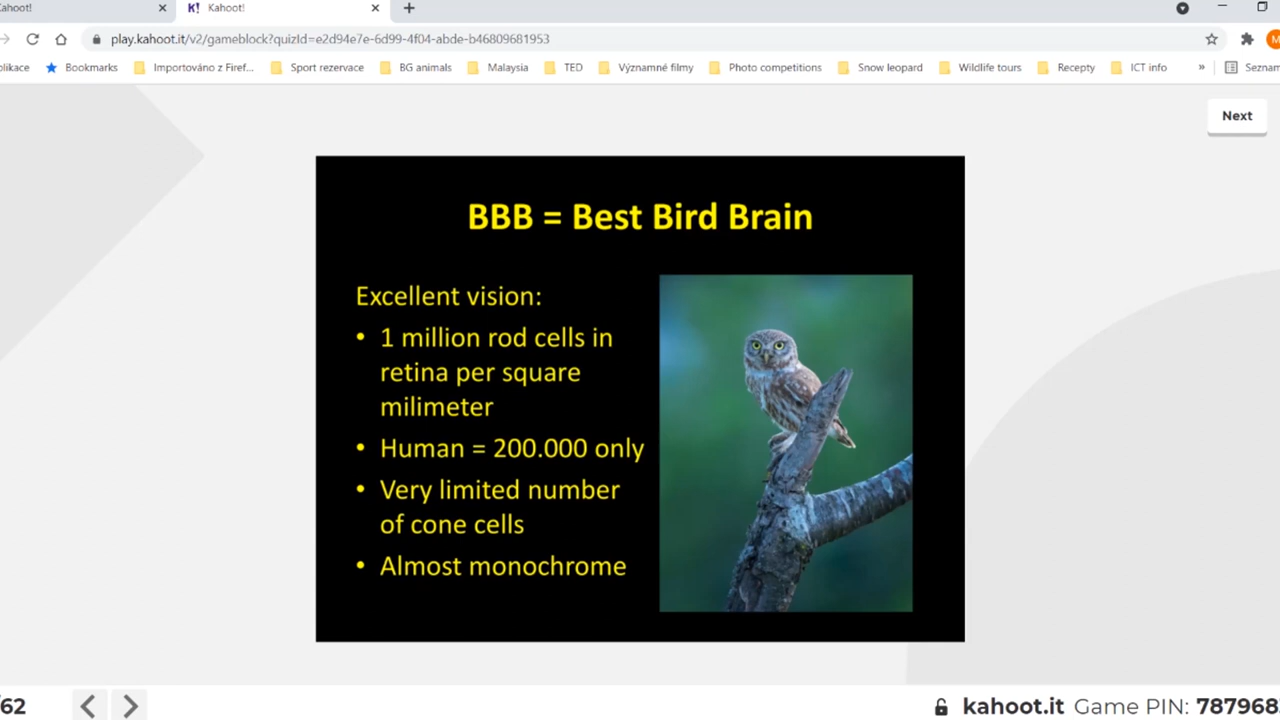 Kahoot!
K! Kahoot!
play.kahoot.it/v2/gameblock?quizId=e2d94e7e-6d99-4f04-abde-b46809681953
plikace Bookmarks Importováno z Firef... Sport rezervace BG animals Malaysia TED Významné filmy Photo competitions Snow leopard Wildlife tours Recepty ICT info » Seznam
Next
BBB = Best Bird Brain
Excellent vision:
• 1 million rod cells in
retina per square
milimeter
• Human = 200.000 only
• Very limited number
of cone cells
• Almost monochrome
/62
kahoot.it Game PIN: 787968